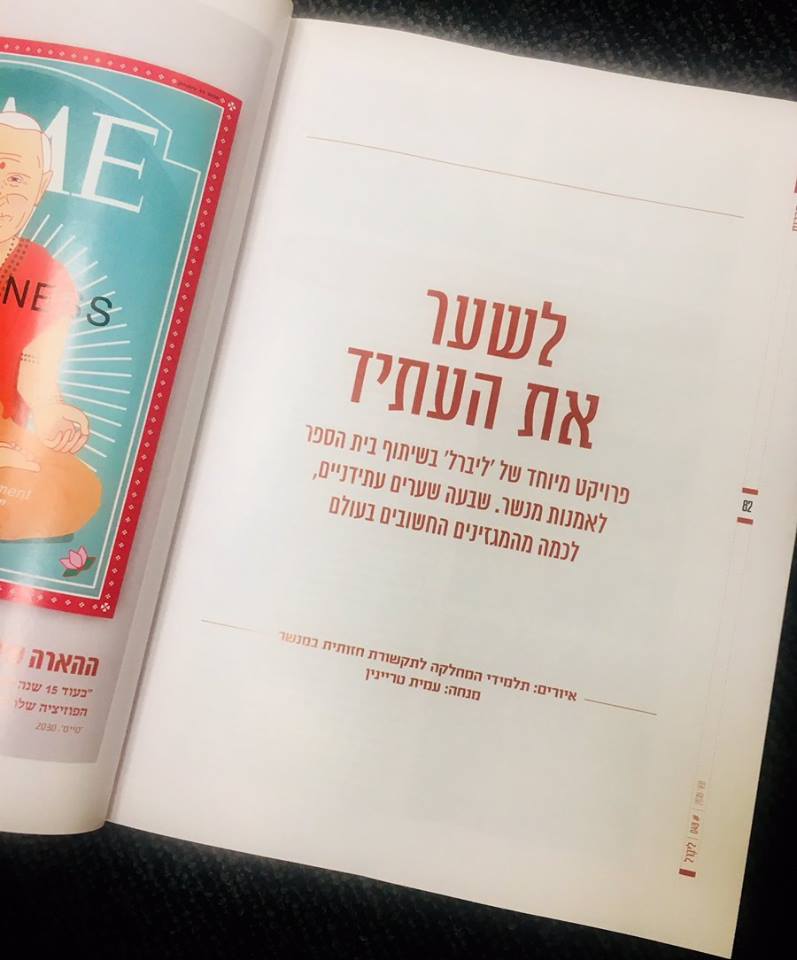 לשער
את העתיד
פרויקט מיוחד של 'ליברל' בשיתוף בית הספר
לאמנות מנשר. שבעה שערים עתידניים,
לכמה מהמגזינים החשובים בעולם
איורים: תלמידי המחלקה לתקשורת חזותית במנשר
מנחה: עמית טריינין
82
ליברל | #048 |
ME
NESS
ment
ההארה
"בעוד 15 שנה
הפוזיציה
'טיים', 2030